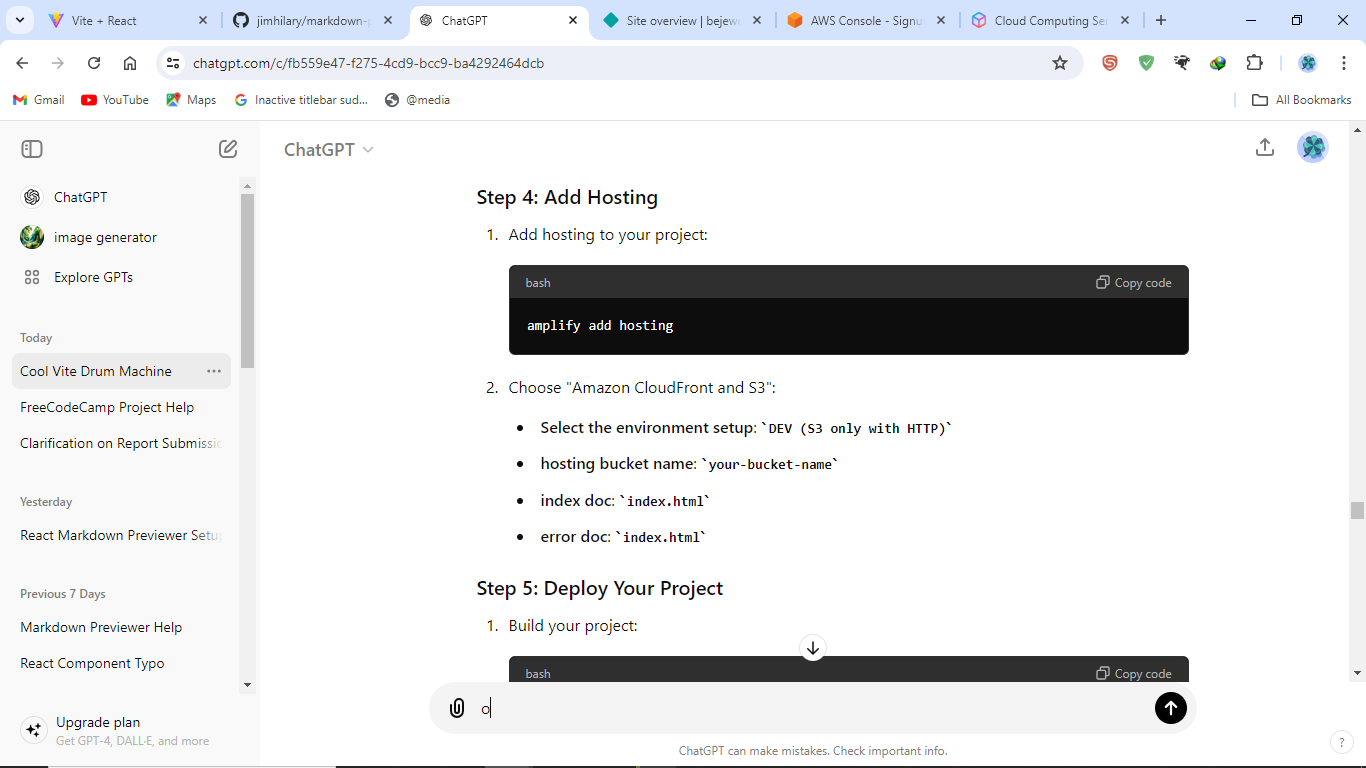 Vite + React
jimhilary/markdown-p
ChatGPT
Site overview | bejew
AWS Console - Signu
Cloud Computing Ser
chatgpt.com/c/fb559e47-f275-4cd9-bcc9-ba4292464dcb
Gmail
YouTube
Maps
Inactive titlebar sud...
@media
All Bookmarks
ChatGPT
image generator
Explore GPTs
Today
Cool Vite Drum Machine
FreeCodeCamp Project Help
Clarification on Report Submissio
Yesterday
React Markdown Previewer Setu
Previous 7 Days
Markdown Previewer Help
React Component Typo
Upgrade plan
Get GPT-4, DALL·E, and more
ChatGPT
Step 4: Add Hosting
1. Add hosting to your project:
bash
Copy code
amplify add hosting
2. Choose "Amazon CloudFront and S3":
• Select the environment setup: `DEV (S3 only with HTTP)`
• hosting bucket name: `your-bucket-name`
• index doc: `index.html`
• error doc: `index.html`
Step 5: Deploy Your Project
1. Build your project:
bash
Copy code
o
ChatGPT can make mistakes. Check important info.
?